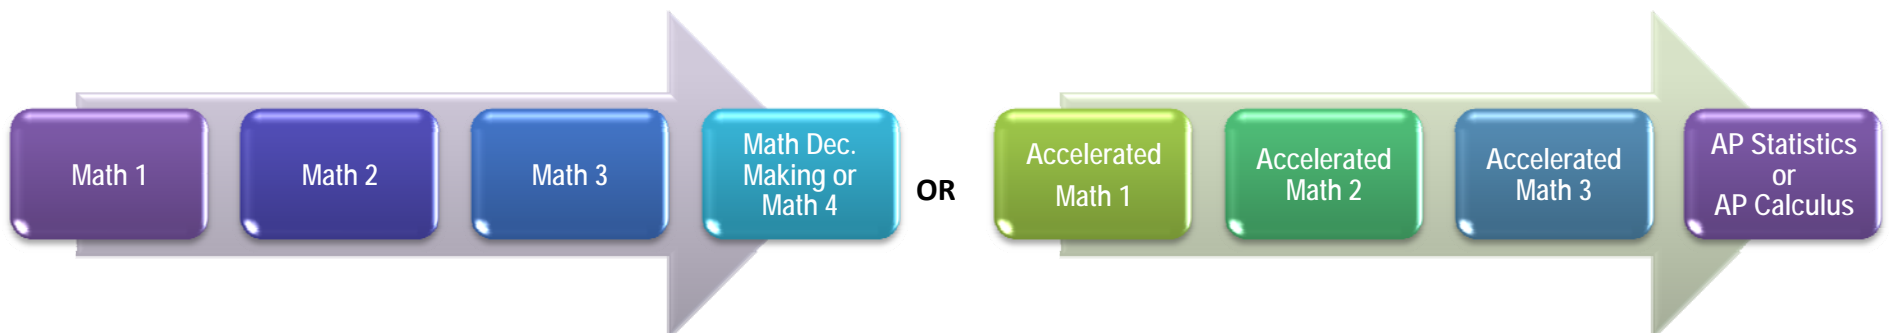 Math 1
Math 2
Math 3
Math Dec.
Making or
Math 4
OR
Accelerated
Math 1
Accelerated
Math 2
Accelerated
Math 3
AP Statistics
or
AP Calculus